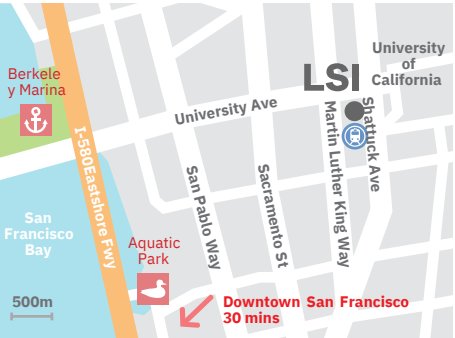 University
of
California
LSI
Berkele
y Marina
University Ave
Shattuck Ave
Martin Luther King Way
I-580Eastshore Fwy
San Pablo Way
Sacramento St
San
Francisco
Bay
Aquatic
Park
500m
Downtown San Francisco
30 mins